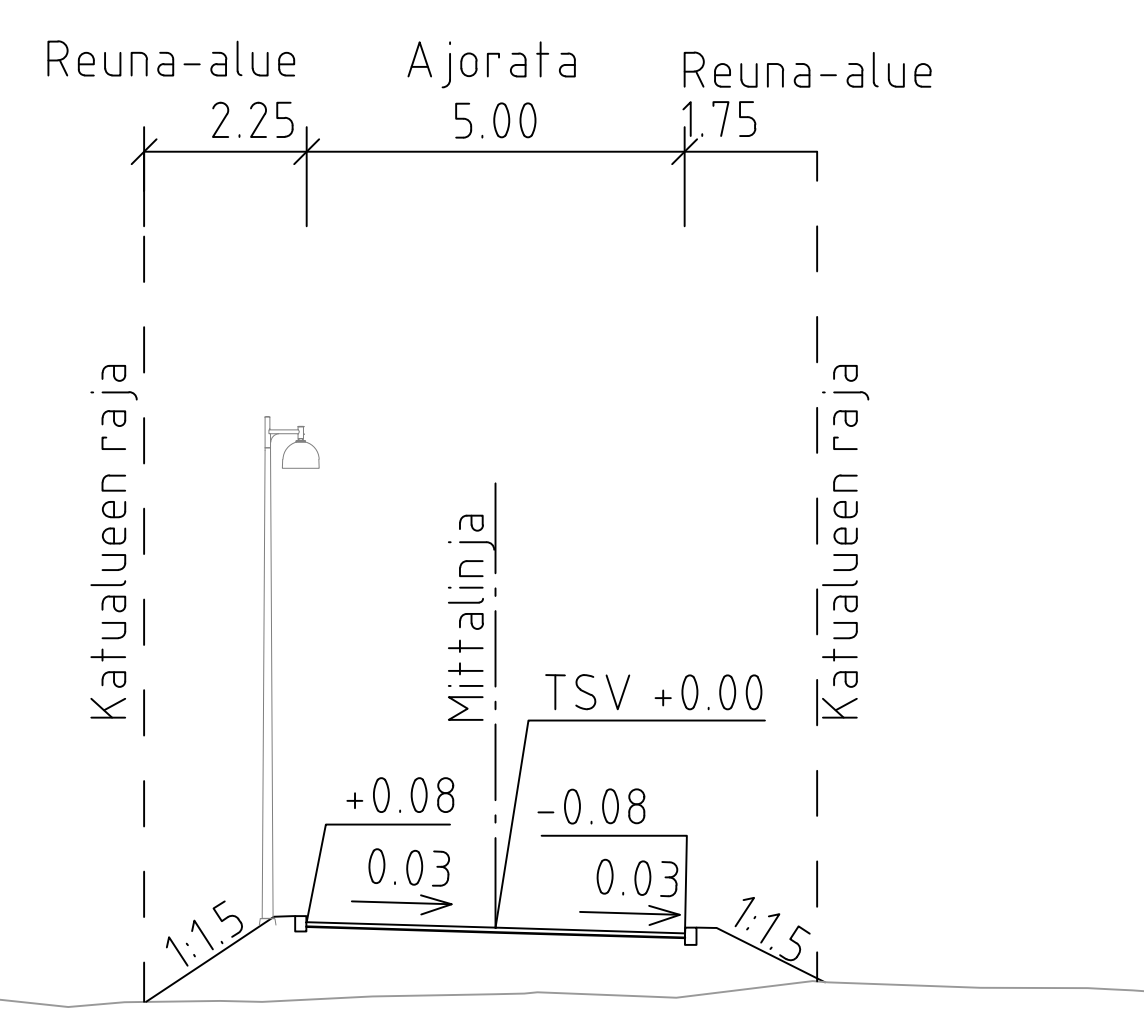 Reuna-alue
Ajorata
Reuna-alue
2.25
5.00
1.75
Katualueen raja
Mittalinja
Katualueen raja
TSV +0.00
+0.08
-0.08
0.03
0.03
1:1.5
1:1.5